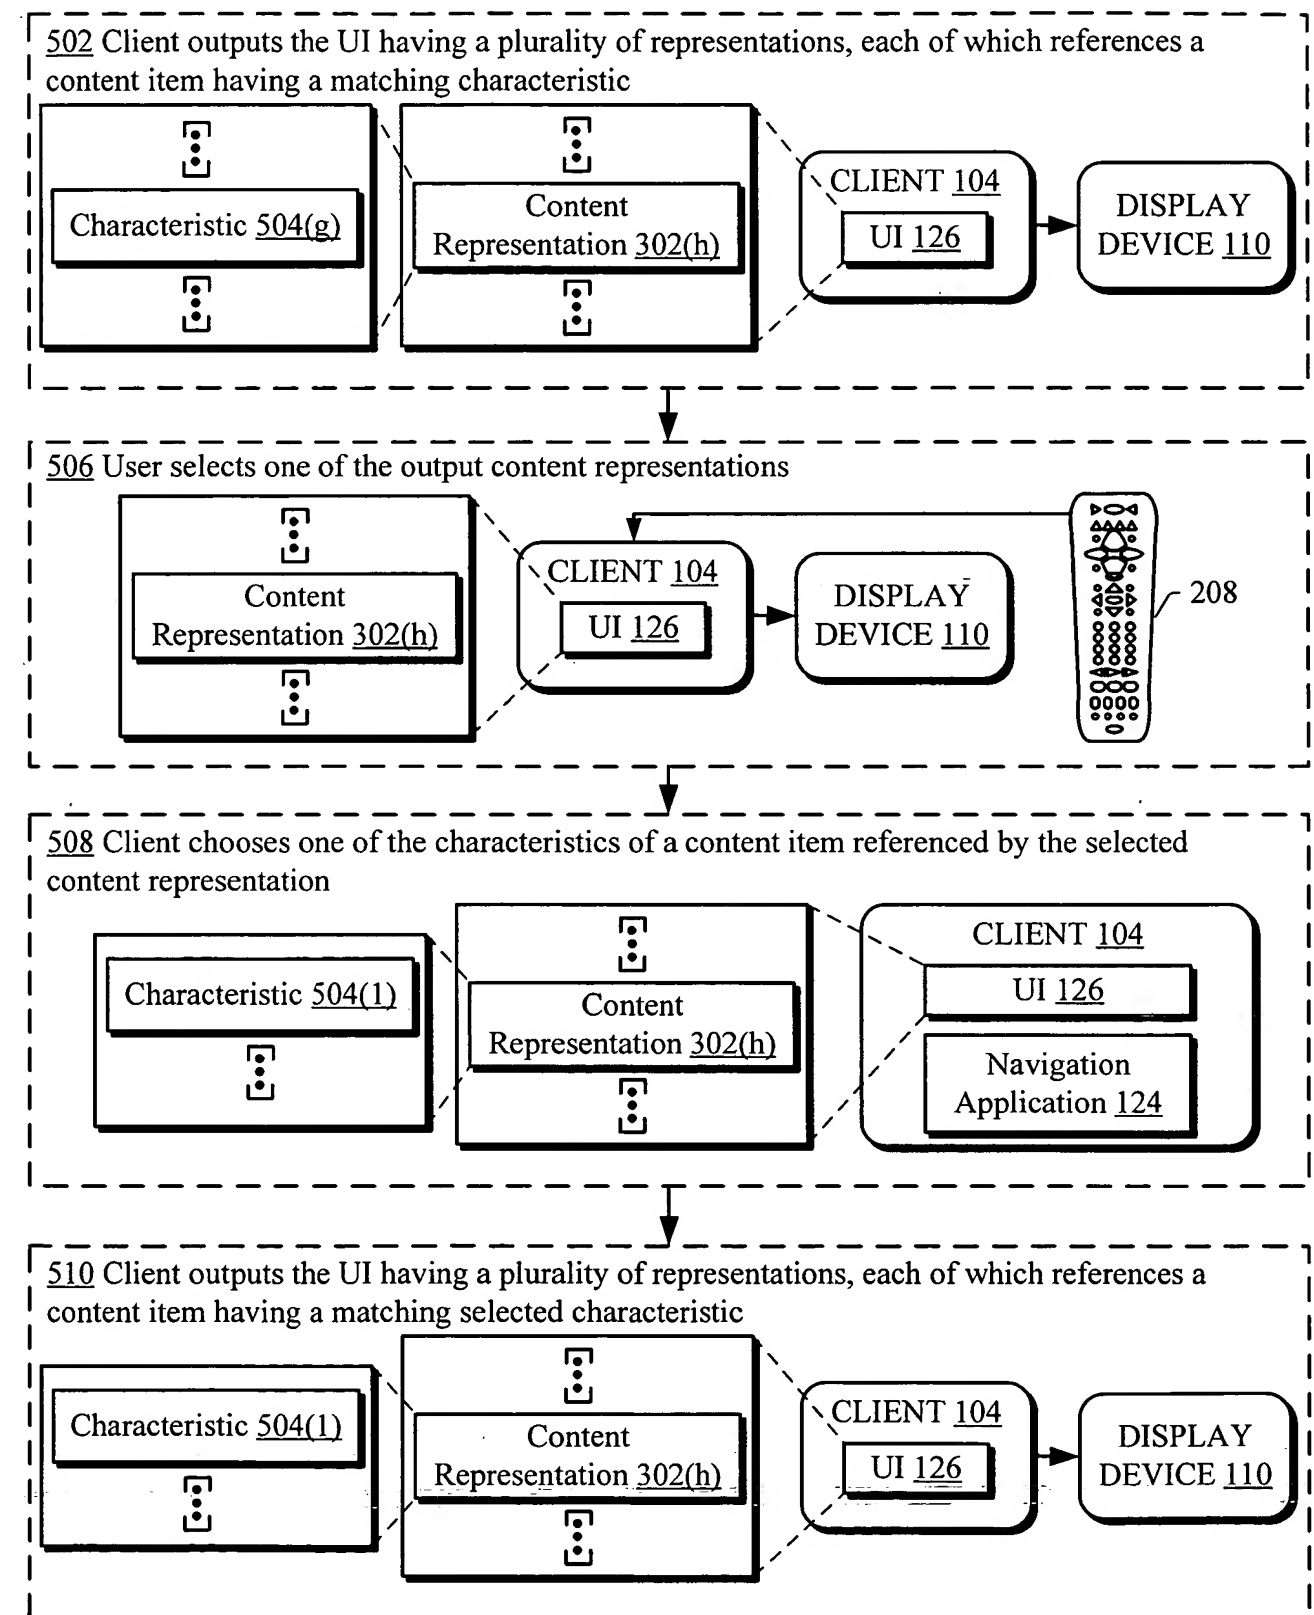 502 Client outputs the UI having a plurality of representations, each of which references a
content item having a matching characteristic
Characteristic 504(g)
Content
Representation 302(h)
CLIENT 104
UI 126
DISPLAY
DEVICE 110
506 User selects one of the output content representations
Content
Representation 302(h)
CLIENT 104
UI 126
DISPLAY
DEVICE 110
208
508 Client chooses one of the characteristics of a content item referenced by the selected
content representation
Characteristic 504(1)
Content
Representation 302(h)
CLIENT 104
UI 126
Navigation
Application 124
510 Client outputs the UI having a plurality of representations, each of which references a
content item having a matching selected characteristic
Characteristic 504(1)
Content
Representation 302(h)
CLIENT 104
UI 126
DISPLAY
DEVICE 110